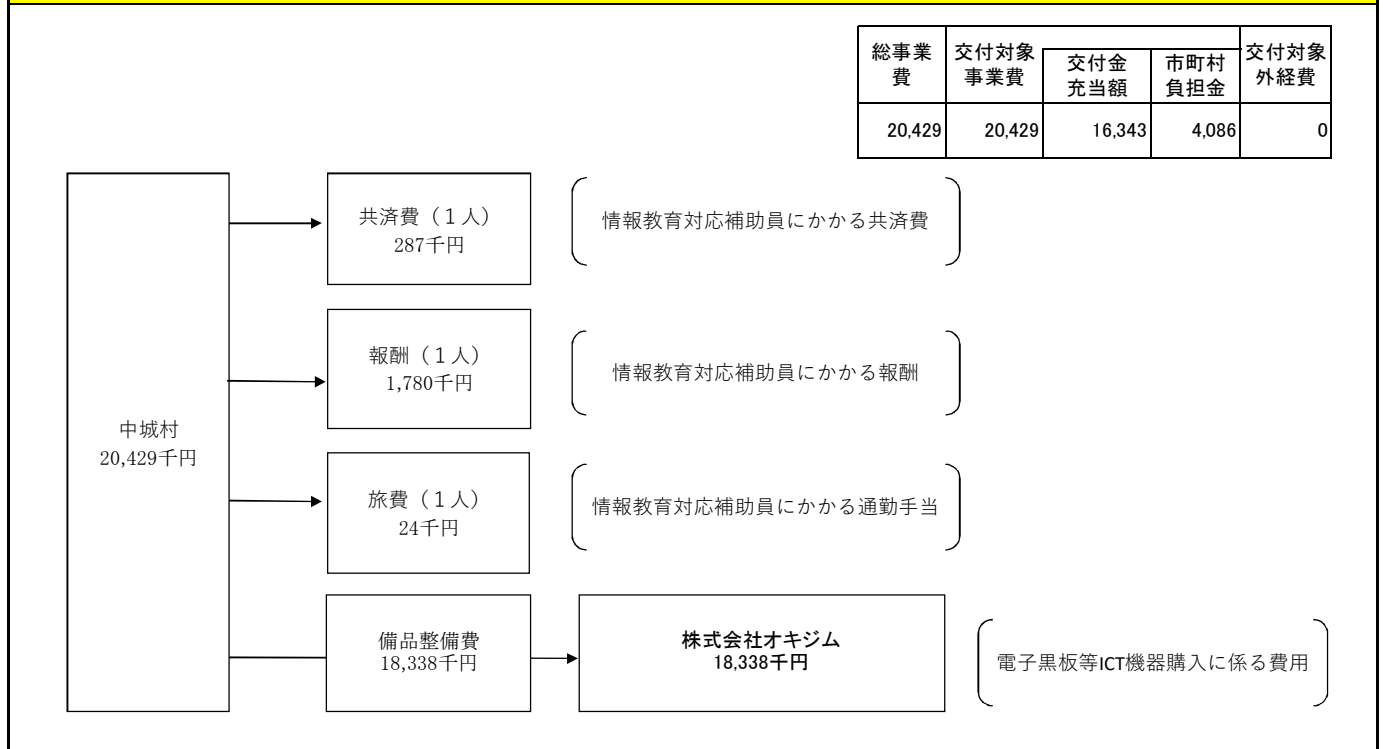 総事業費
交付対象事業費
交付金充当額
市町村負担金
交付対象外経費
20,429 20,429 16,343 4,086 0
中城村
20,429千円
共済費（１人）
287千円
情報教育対応補助員にかかる共済費
報酬（１人）
1,780千円
情報教育対応補助員にかかる報酬
旅費（１人）
24千円
情報教育対応補助員にかかる通勤手当
備品整備費
18,338千円
株式会社オキジム
18,338千円
電子黒板等ICT機器購入に係る費用